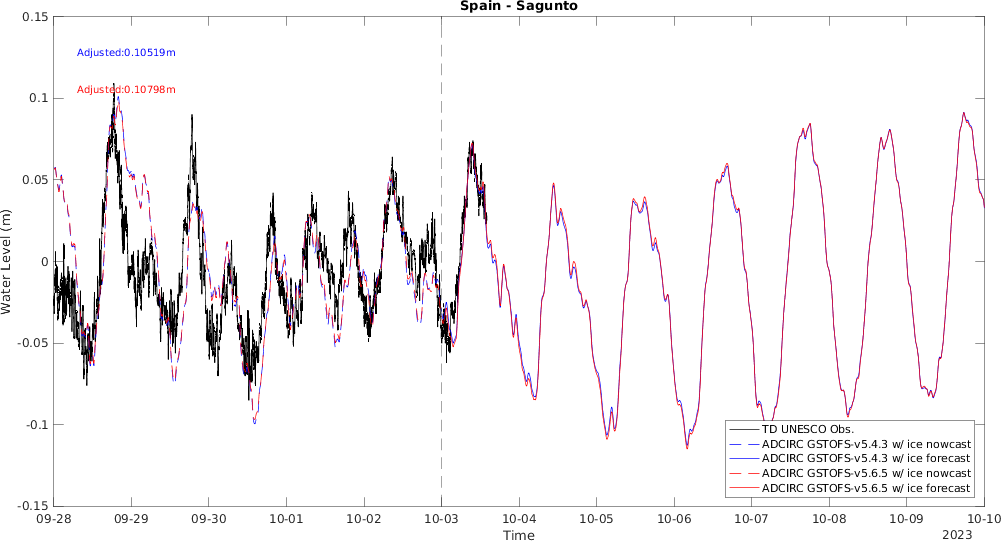 Spain - Sagunto
Adjusted:0.10519m
Adjusted:0.10798m
0.15
0.1
0.05
0
-0.05
-0.1
-0.15
Water Level (m)
TD UNESCO Obs.
ADCIRC GSTOFS-v5.4.3 w/ ice nowcast
ADCIRC GSTOFS-v5.4.3 w/ ice forecast
ADCIRC GSTOFS-v5.6.5 w/ ice nowcast
ADCIRC GSTOFS-v5.6.5 w/ ice forecast
09-28 09-29 09-30 10-01 10-02 10-03 10-04 10-05 10-06 10-07 10-08 10-09 10-10
Time
2023